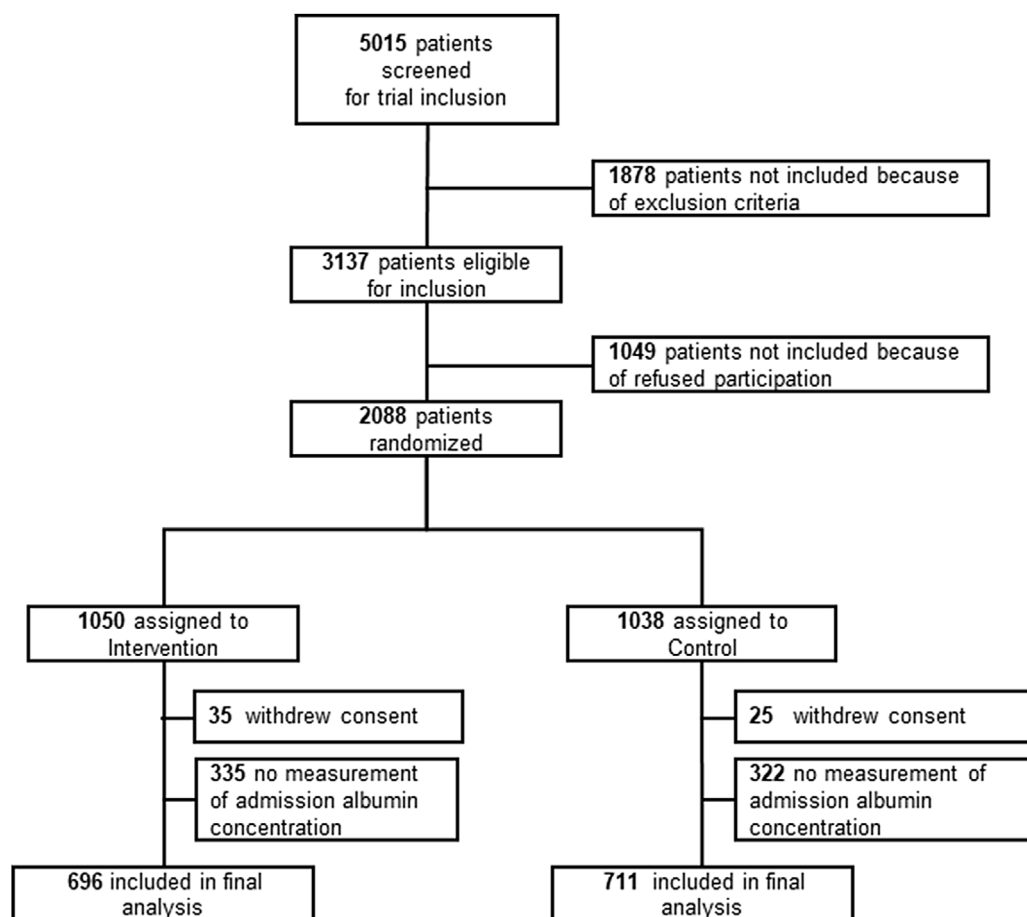 5015 patients
screened
for trial inclusion
1878 patients not included because
of exclusion criteria
3137 patients eligible
for inclusion
1049 patients not included because
of refused participation
2088 patients
randomized
1050 assigned to
Intervention
1038 assigned to
Control
35 withdrew consent
25 withdrew consent
335 no measurement
of admission albumin
concentration
322 no measurement of
admission albumin
concentration
696 included in final
analysis
711 included in final
analysis